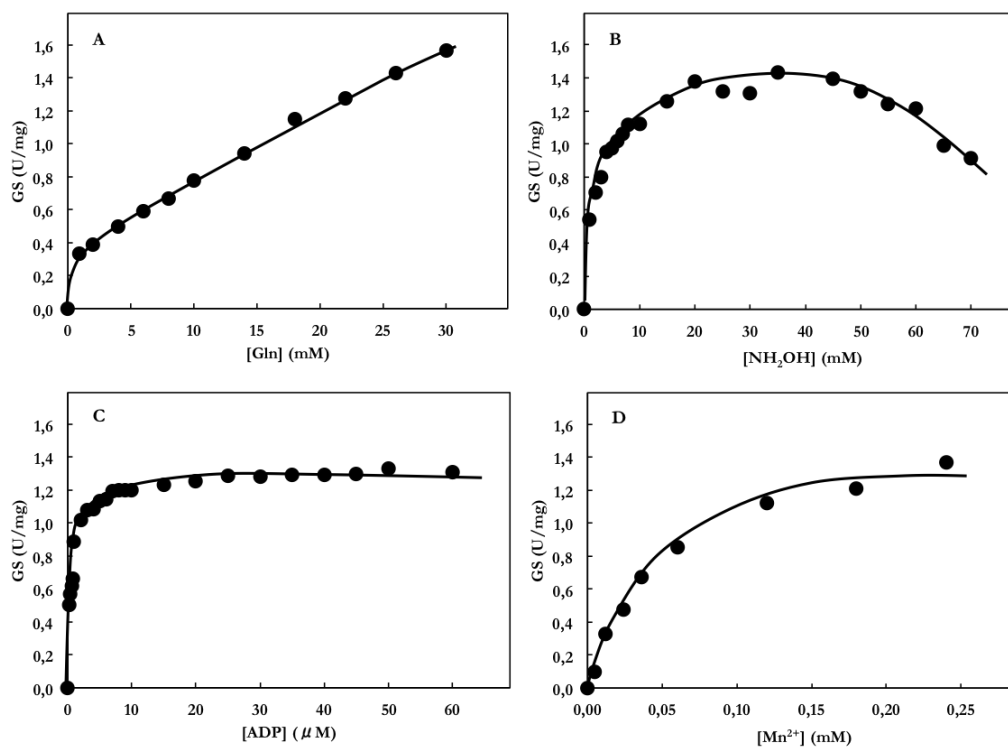 A
GS (U/mg)
1,6
1,4
1,2
1,0
0,8
0,6
0,4
0,2
0,0
0 5 10 15 20 25 30
[Gln] (mM)
B
GS (U/mg)
1,6
1,4
1,2
1,0
0,8
0,6
0,4
0,2
0,0
0 10 20 30 40 50 60 70
[NH₂OH] (mM)
C
GS (U/mg)
1,6
1,4
1,2
1,0
0,8
0,6
0,4
0,2
0,0
0 10 20 30 40 50 60
[ADP] (μM)
D
GS (U/mg)
1,6
1,4
1,2
1,0
0,8
0,6
0,4
0,2
0,0
0,00 0,05 0,10 0,15 0,20 0,25
[Mn²⁺] (mM)